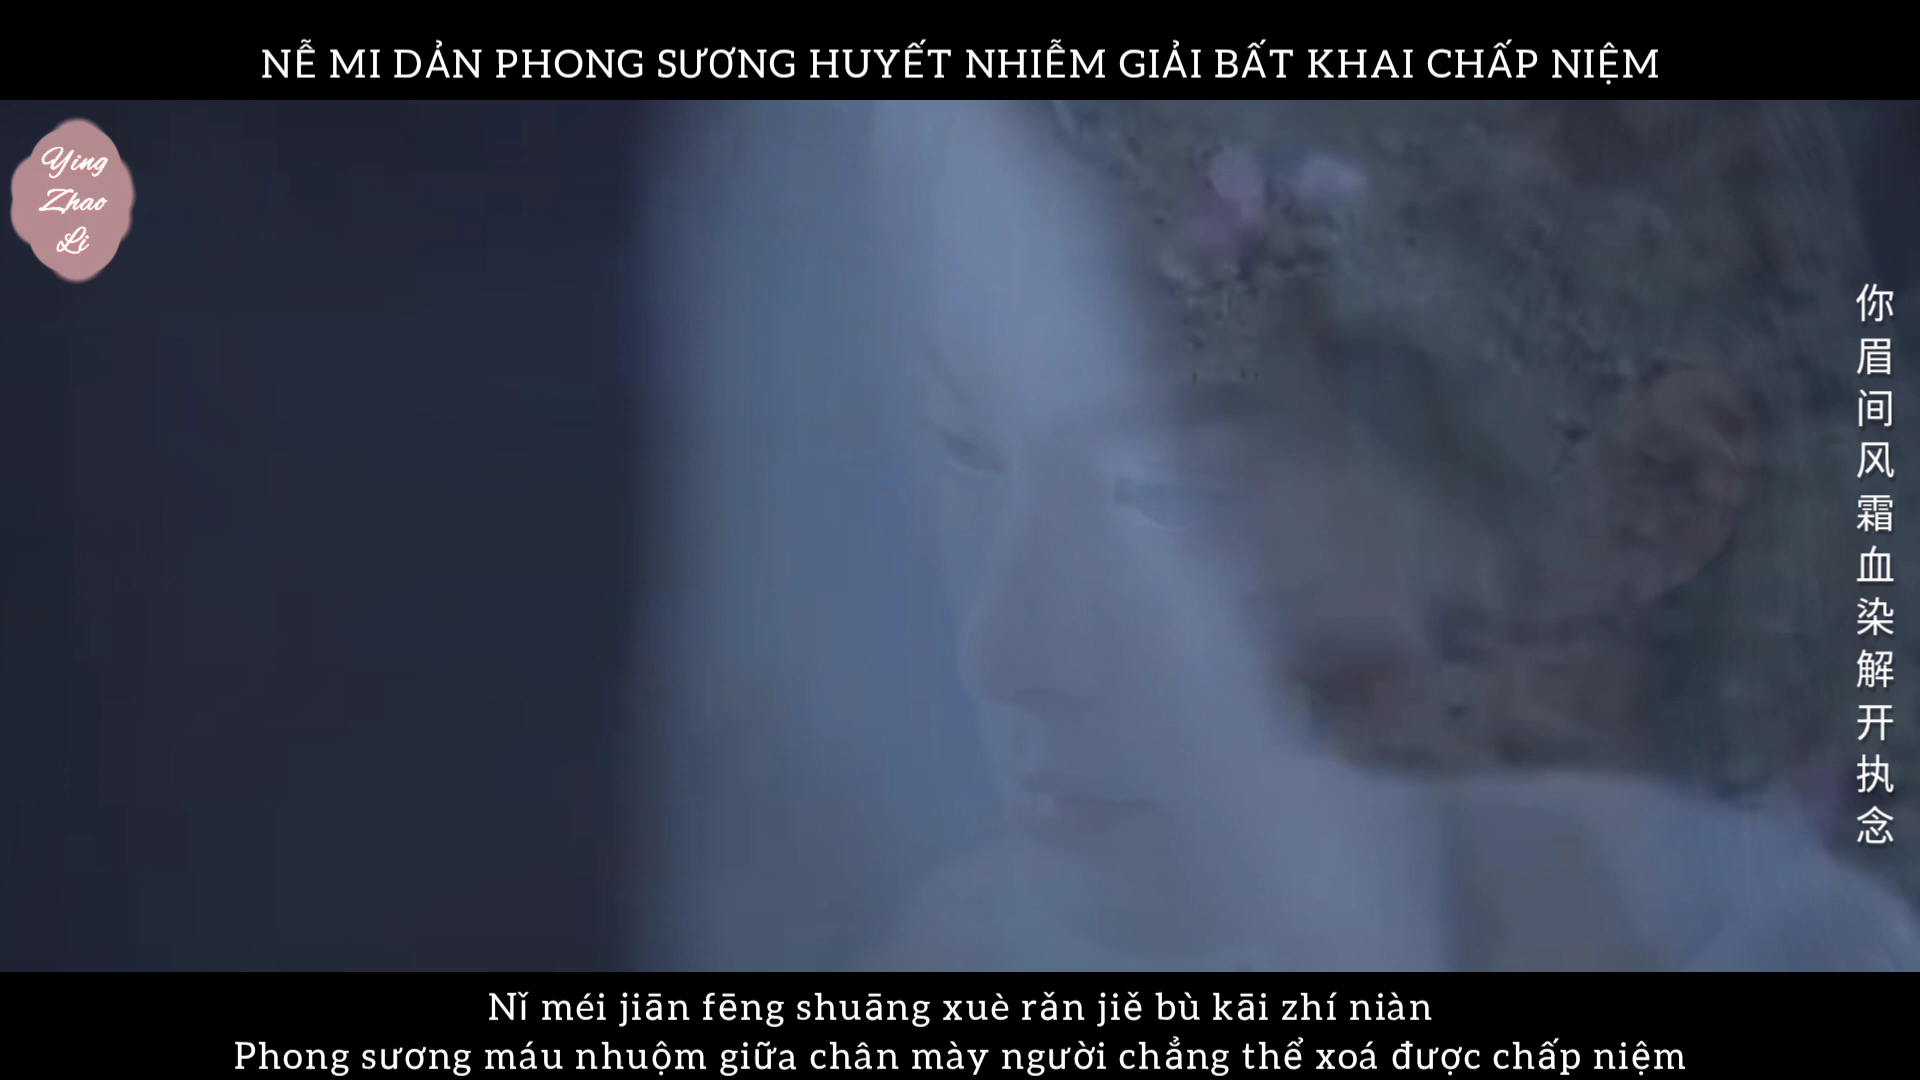 NỄ MI DẢN PHONG SƯƠNG HUYẾT NHIỄM GIẢI BẤT KHAI CHẤP NIỆM
Ying
Zhao
Li
你眉间风霜血染解开执念
Nǐ méi jiān fēng shuāng xuè rǎn jiě bù kāi zhí niàn
Phong sương máu nhuộm giữa chân mày người chẳng thể xoá được chấp niệm